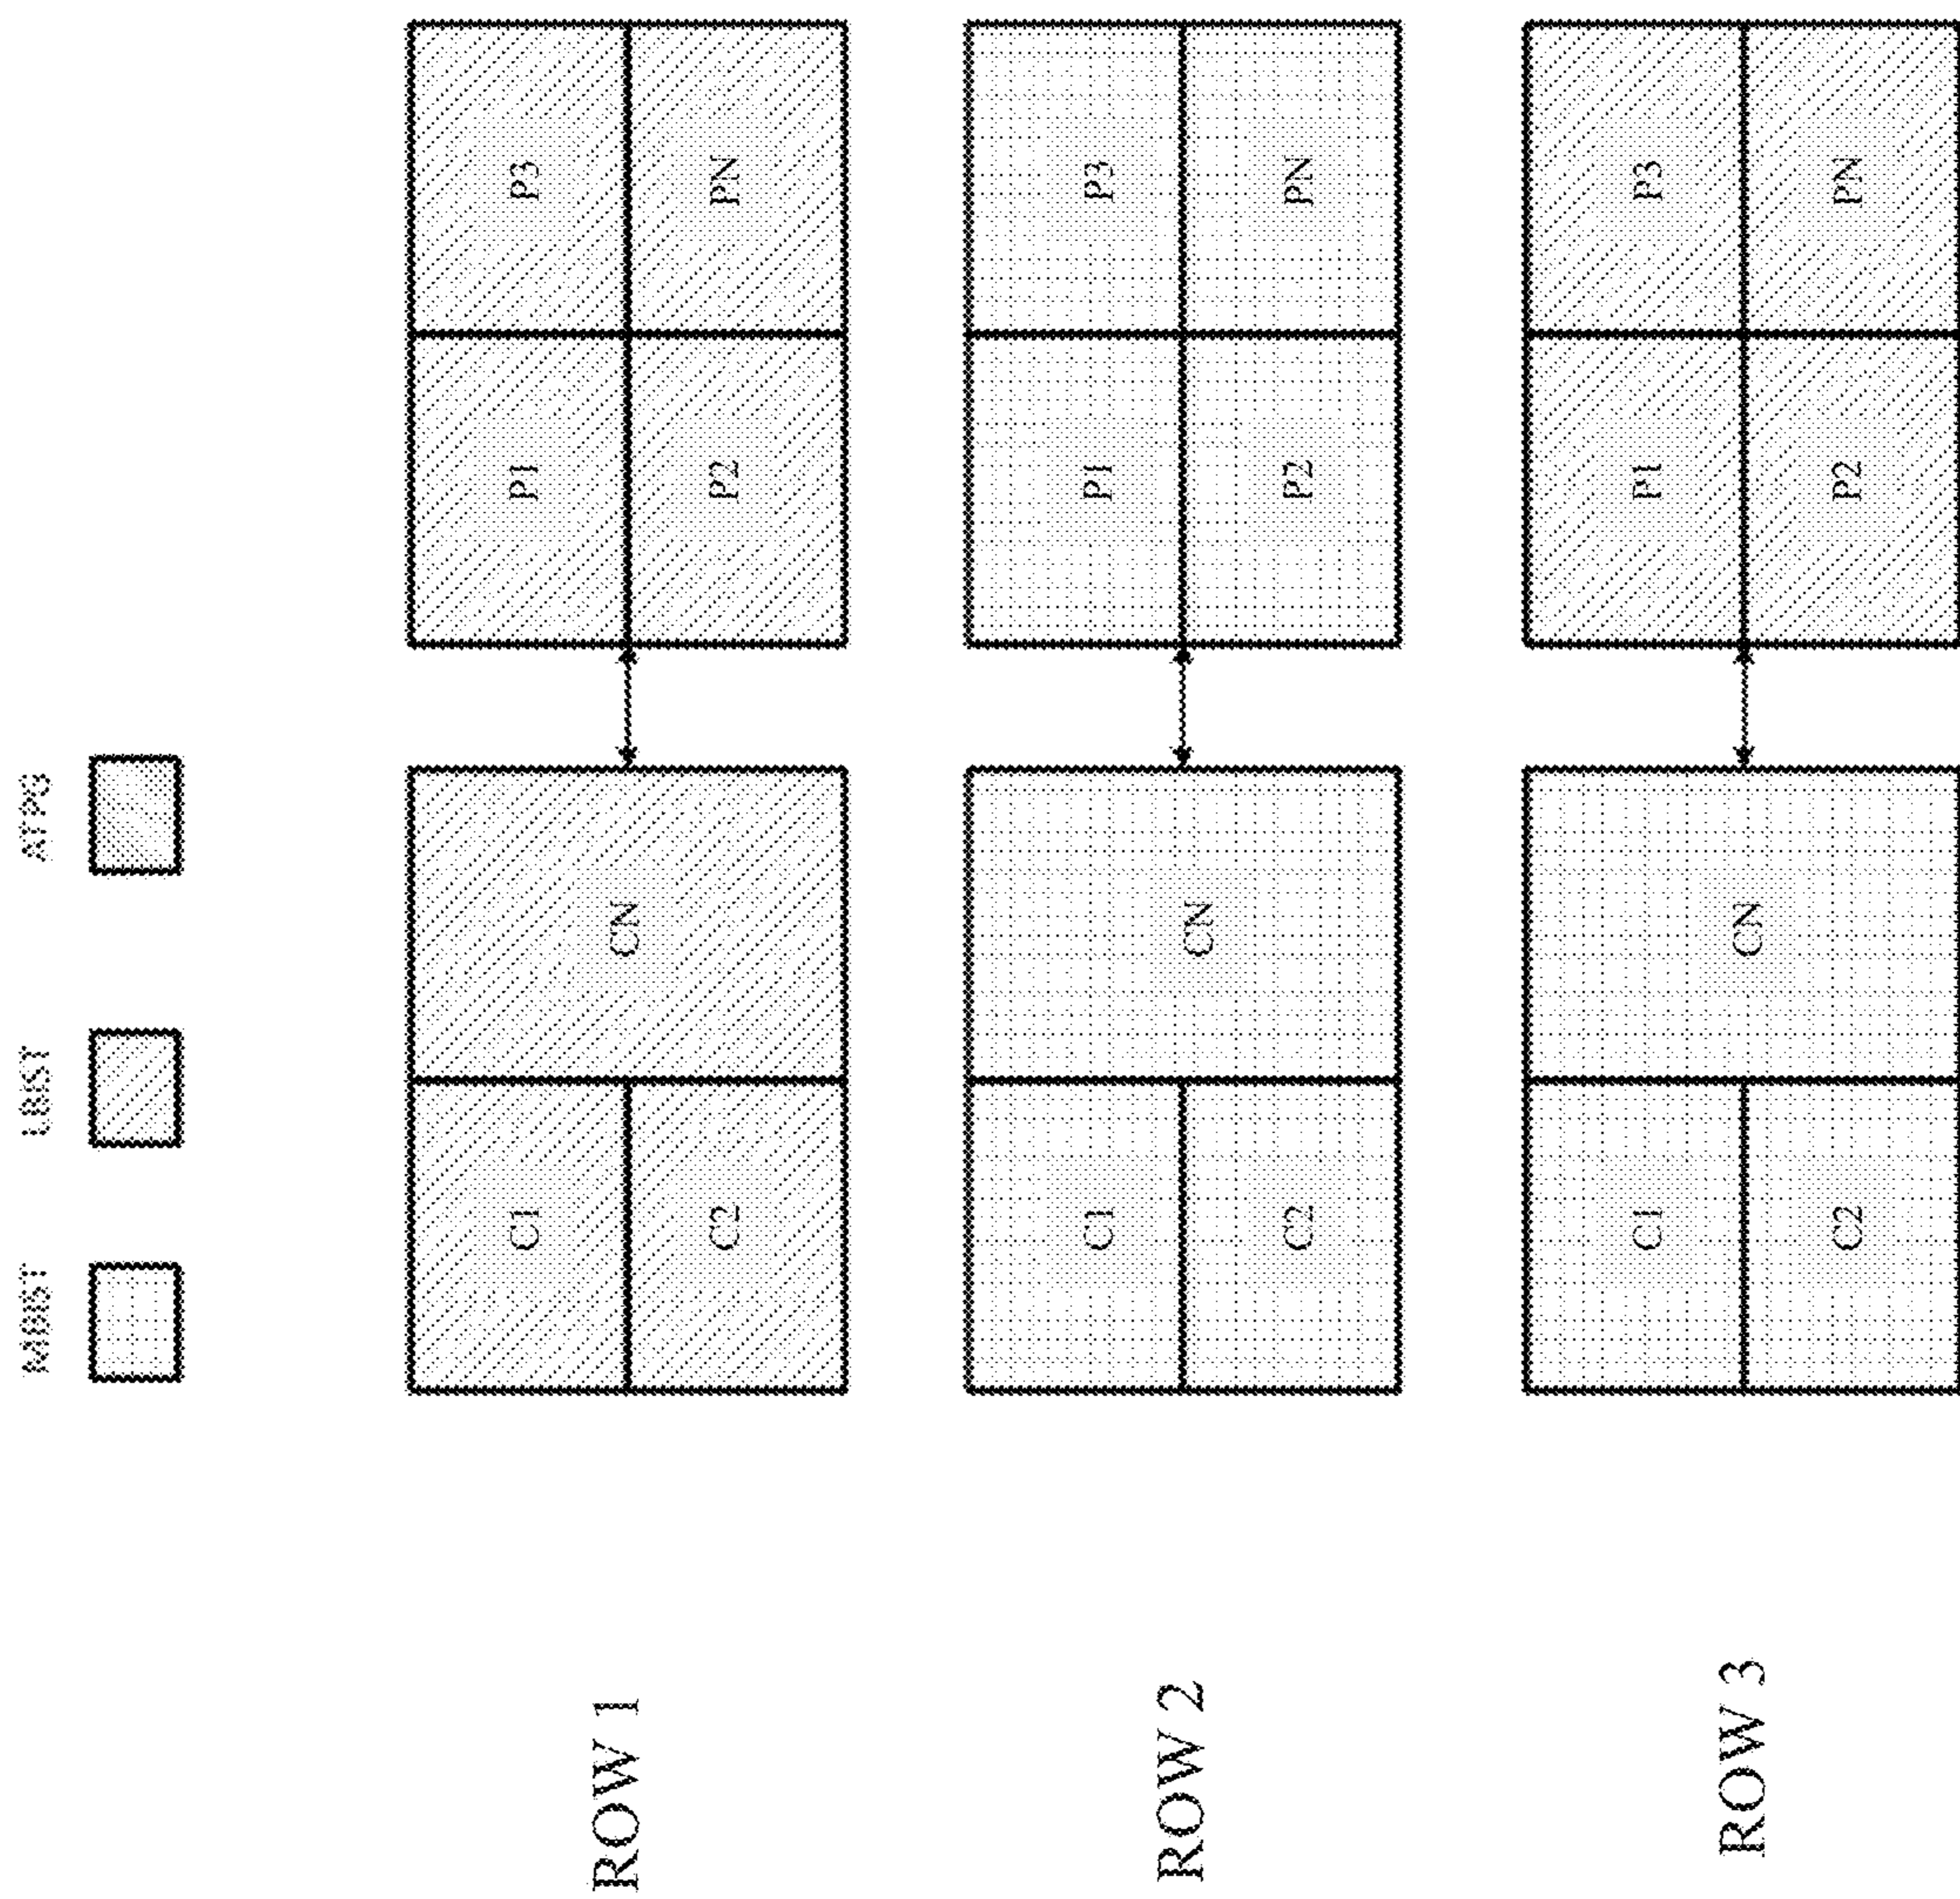 MBIST LBIST ATPG
ROW 1
C1 CN P1 P3
C2 P2 PN
ROW 2
C1 CN P1 P3
C2 P2 PN
ROW 3
C1 CN P1 P3
C2 P2 PN